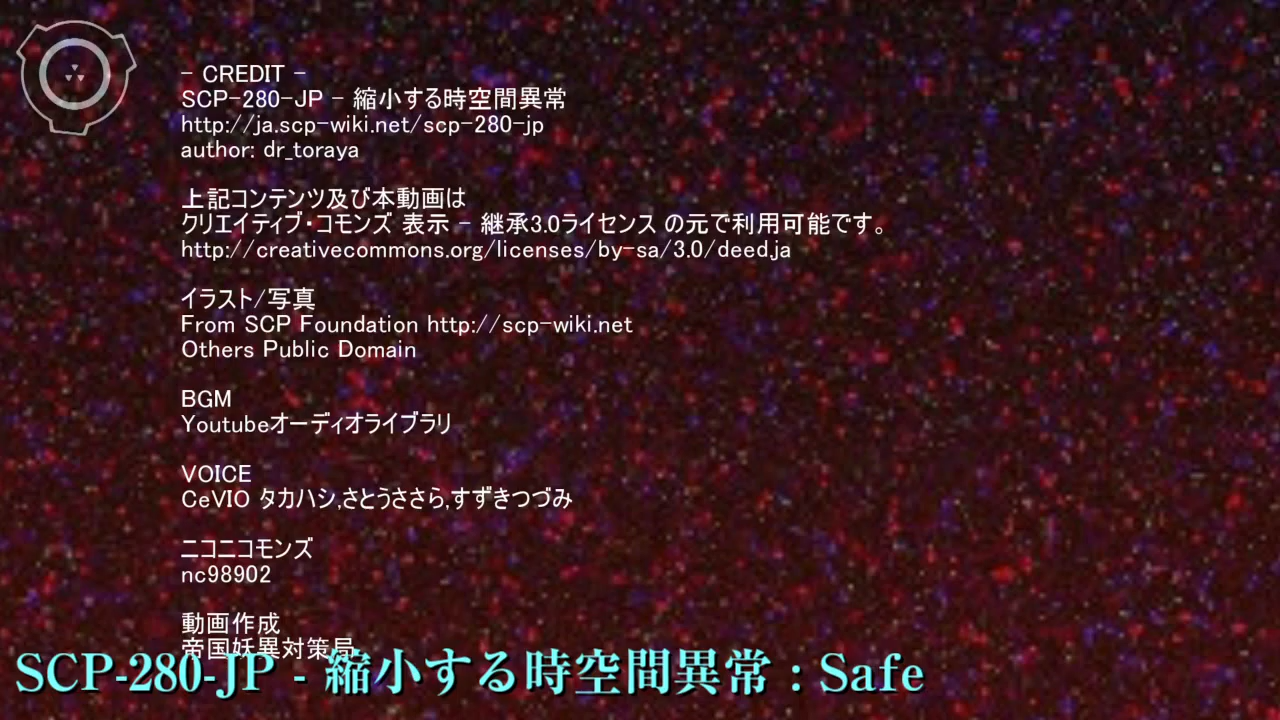 - CREDIT -
SCP-280-JP - 縮小する時空間異常
http://ja.scp-wiki.net/scp-280-jp
author: dr_toraya
上記コンテンツ及び本動画は
クリエイティブ・コモンズ 表示 - 継承3.0ライセンス の元で利用可能です。
http://creativecommons.org/licenses/by-sa/3.0/deed.ja
イラスト/写真
From SCP Foundation http://scp-wiki.net
Others Public Domain
BGM
Youtubeオーディオライブラリ
VOICE
CeVIO タカハシ,さとうささら,すずきつづみ
ニコニコモンズ
nc98902
動画作成
帝国妖異対策局
SCP-280-JP - 縮小する時空間異常 : Safe